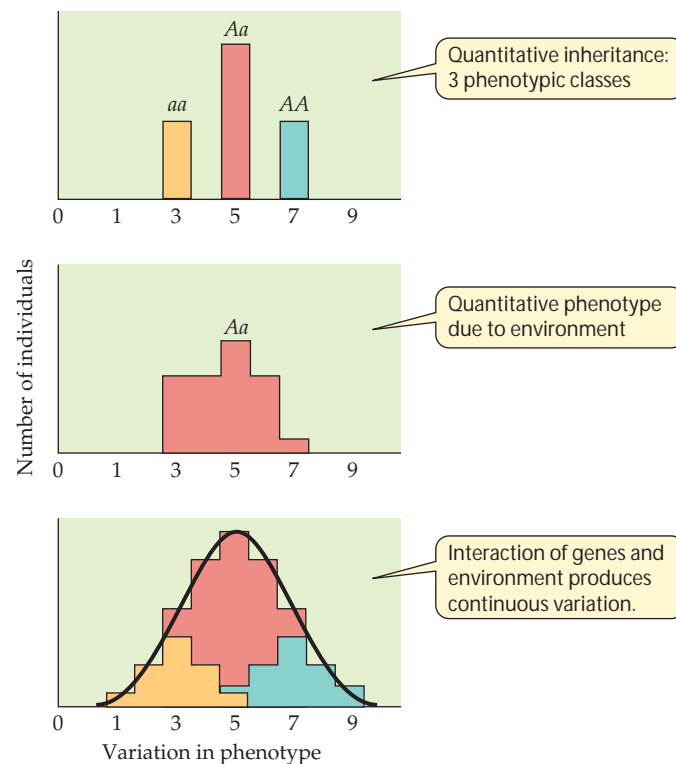 Aa
aa
AA
Quantitative inheritance:
3 phenotypic classes
0 1 3 5 7 9
Number of individuals
Aa
Quantitative phenotype
due to environment
0 1 3 5 7 9
Interaction of genes and
environment produces
continuous variation.
0 1 3 5 7 9
Variation in phenotype